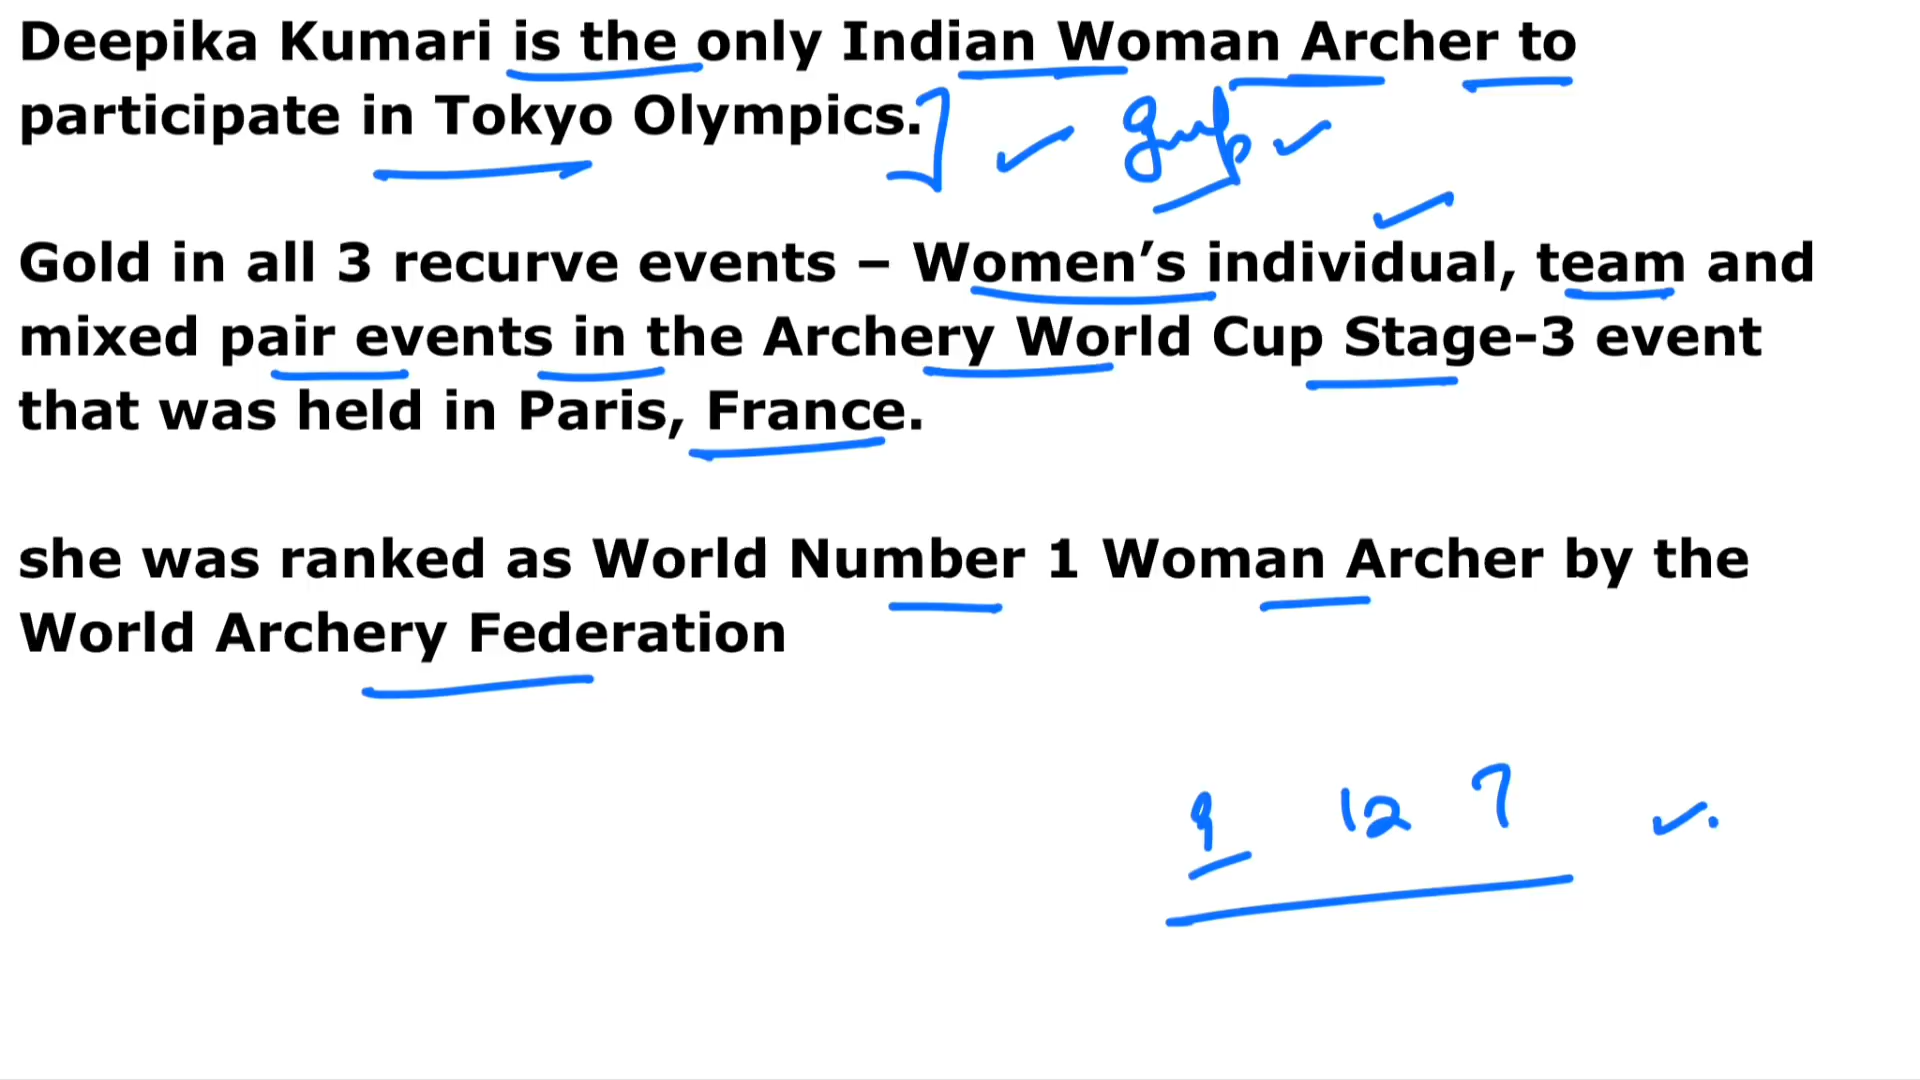 Deepika Kumari is the only Indian Woman Archer to
participate in Tokyo Olympics.
Gold in all 3 recurve events – Women’s individual, team and
mixed pair events in the Archery World Cup Stage-3 event
that was held in Paris, France.
she was ranked as World Number 1 Woman Archer by the
World Archery Federation
9 12 ?